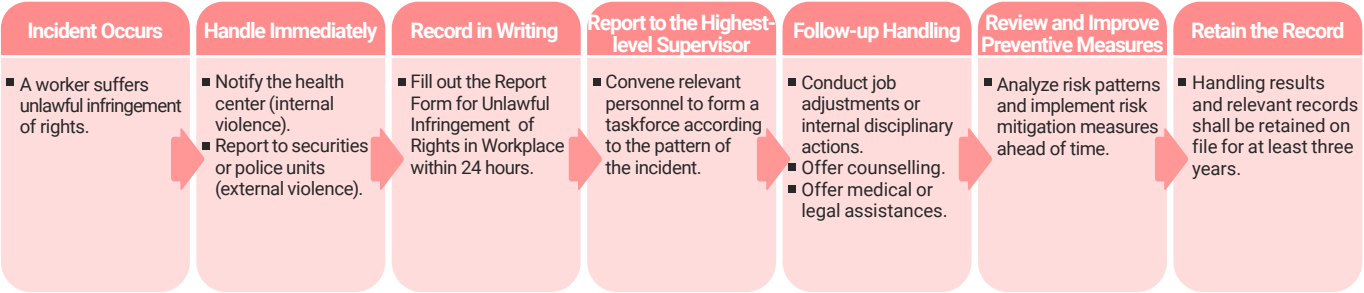 Incident Occurs
■ A worker suffers
unlawful infringement
of rights.
Handle Immediately
■ Notify the health
center (internal
violence).
■ Report to securities
or police units
(external violence).
Record in Writing
■ Fill out the Report
Form for Unlawful
Infringement of
Rights in Workplace
within 24 hours.
Report to the Highest-
level Supervisor
■ Convene relevant
personnel to form a
taskforce according
to the pattern of
the incident.
Follow-up Handling
■ Conduct job
adjustments or
internal disciplinary
actions.
■ Offer counselling.
■ Offer medical or
legal assistances.
Review and Improve
Preventive Measures
■ Analyze risk patterns
and implement risk
mitigation measures
ahead of time.
Retain the Record
■ Handling results
and relevant records
shall be retained on
file for at least three
years.